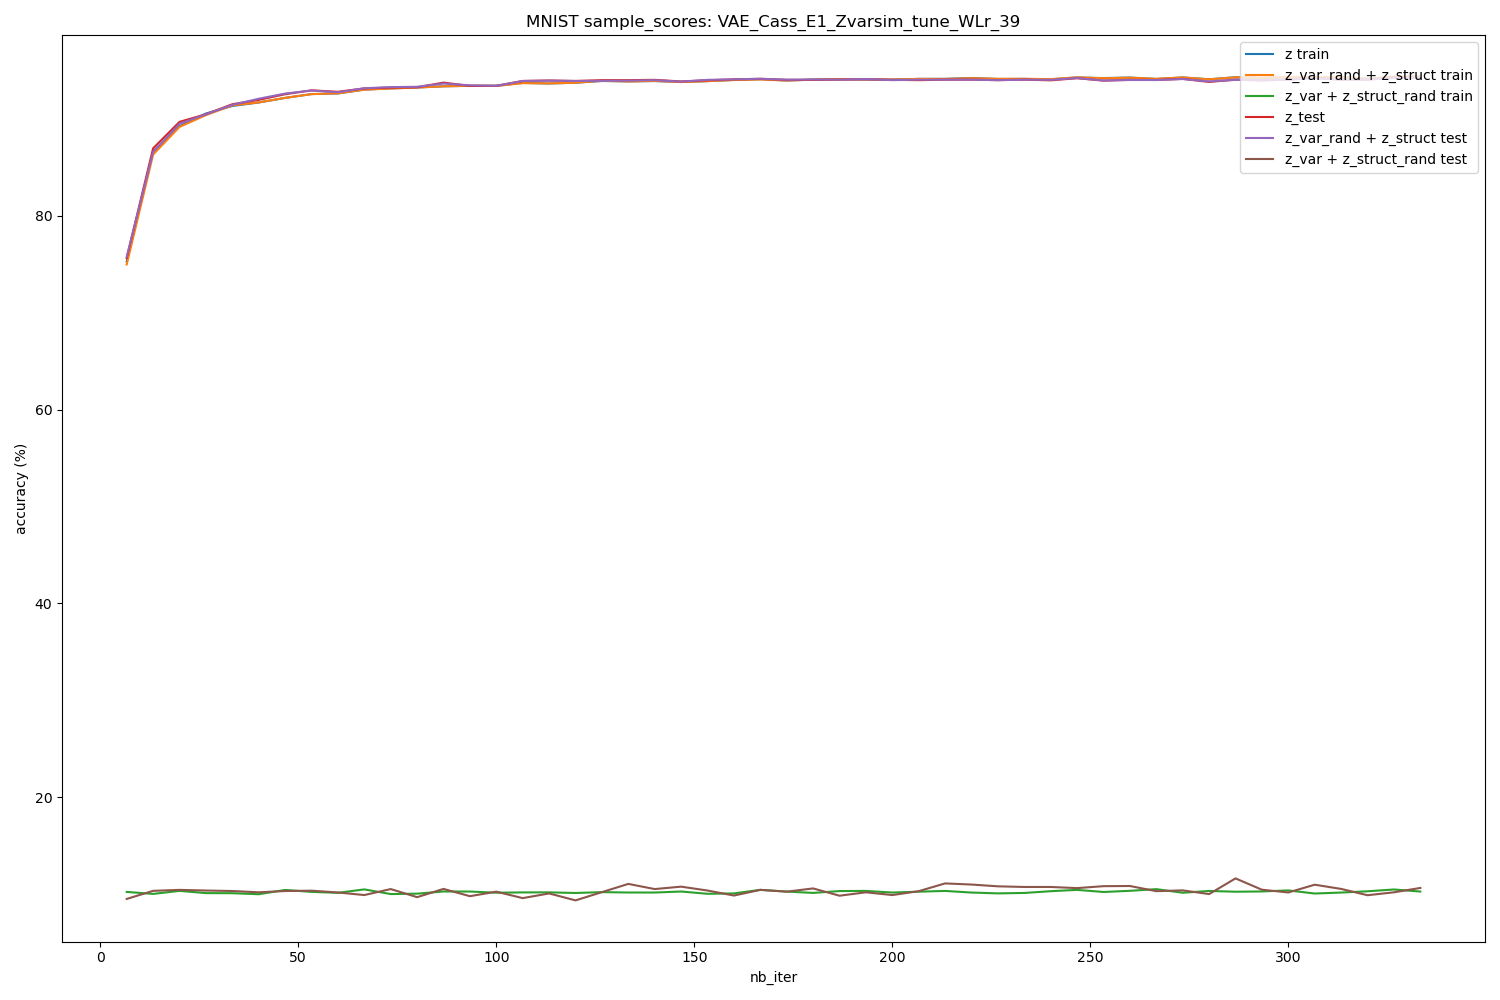 MNIST sample_scores: VAE_Cass_E1_Zvarsim_tune_WLr_39
z train
z_var_rand + z_struct train
z_var + z_struct_rand train
z_test
z_var_rand + z_struct test
z_var + z_struct_rand test
80
60
40
20
accuracy (%)
0
50
100
150
200
250
300
nb_iter